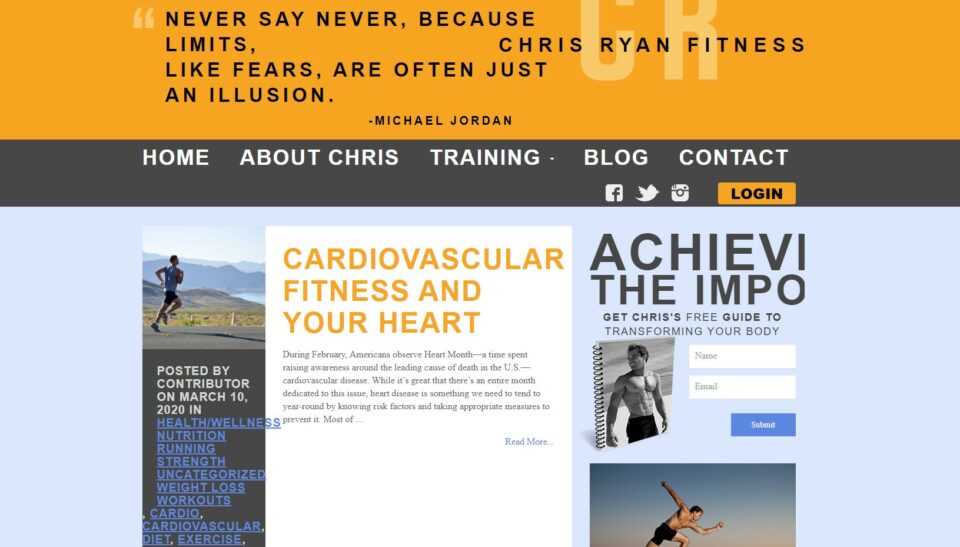 “ NEVER SAY NEVER, BECAUSE
LIMITS,
LIKE FEARS, ARE OFTEN JUST
AN ILLUSION.
-MICHAEL JORDAN
CR
CHRIS RYAN FITNESS
HOME ABOUT CHRIS TRAINING BLOG CONTACT
LOGIN
POSTED BY
CONTRIBUTOR
ON MARCH 10,
2020 IN
HEALTH/WELLNESS
NUTRITION
RUNNING
STRENGTH
UNCATEGORIZED
WEIGHT LOSS
WORKOUTS
, CARDIO,
CARDIOVASCULAR,
DIET, EXERCISE,
CARDIOVASCULAR
FITNESS AND
YOUR HEART
During February, Americans observe Heart Month—a time spent
raising awareness around the leading cause of death in the U.S.—
cardiovascular disease. While it’s great that there’s an entire month
dedicated to this issue, heart disease is something we need to tend to
year-round by knowing risk factors and taking appropriate measures to
prevent it. Most of …
Read More...
ACHIEVI
THE IMPO
GET CHRIS'S FREE GUIDE TO
TRANSFORMING YOUR BODY
Name
Email
Submit